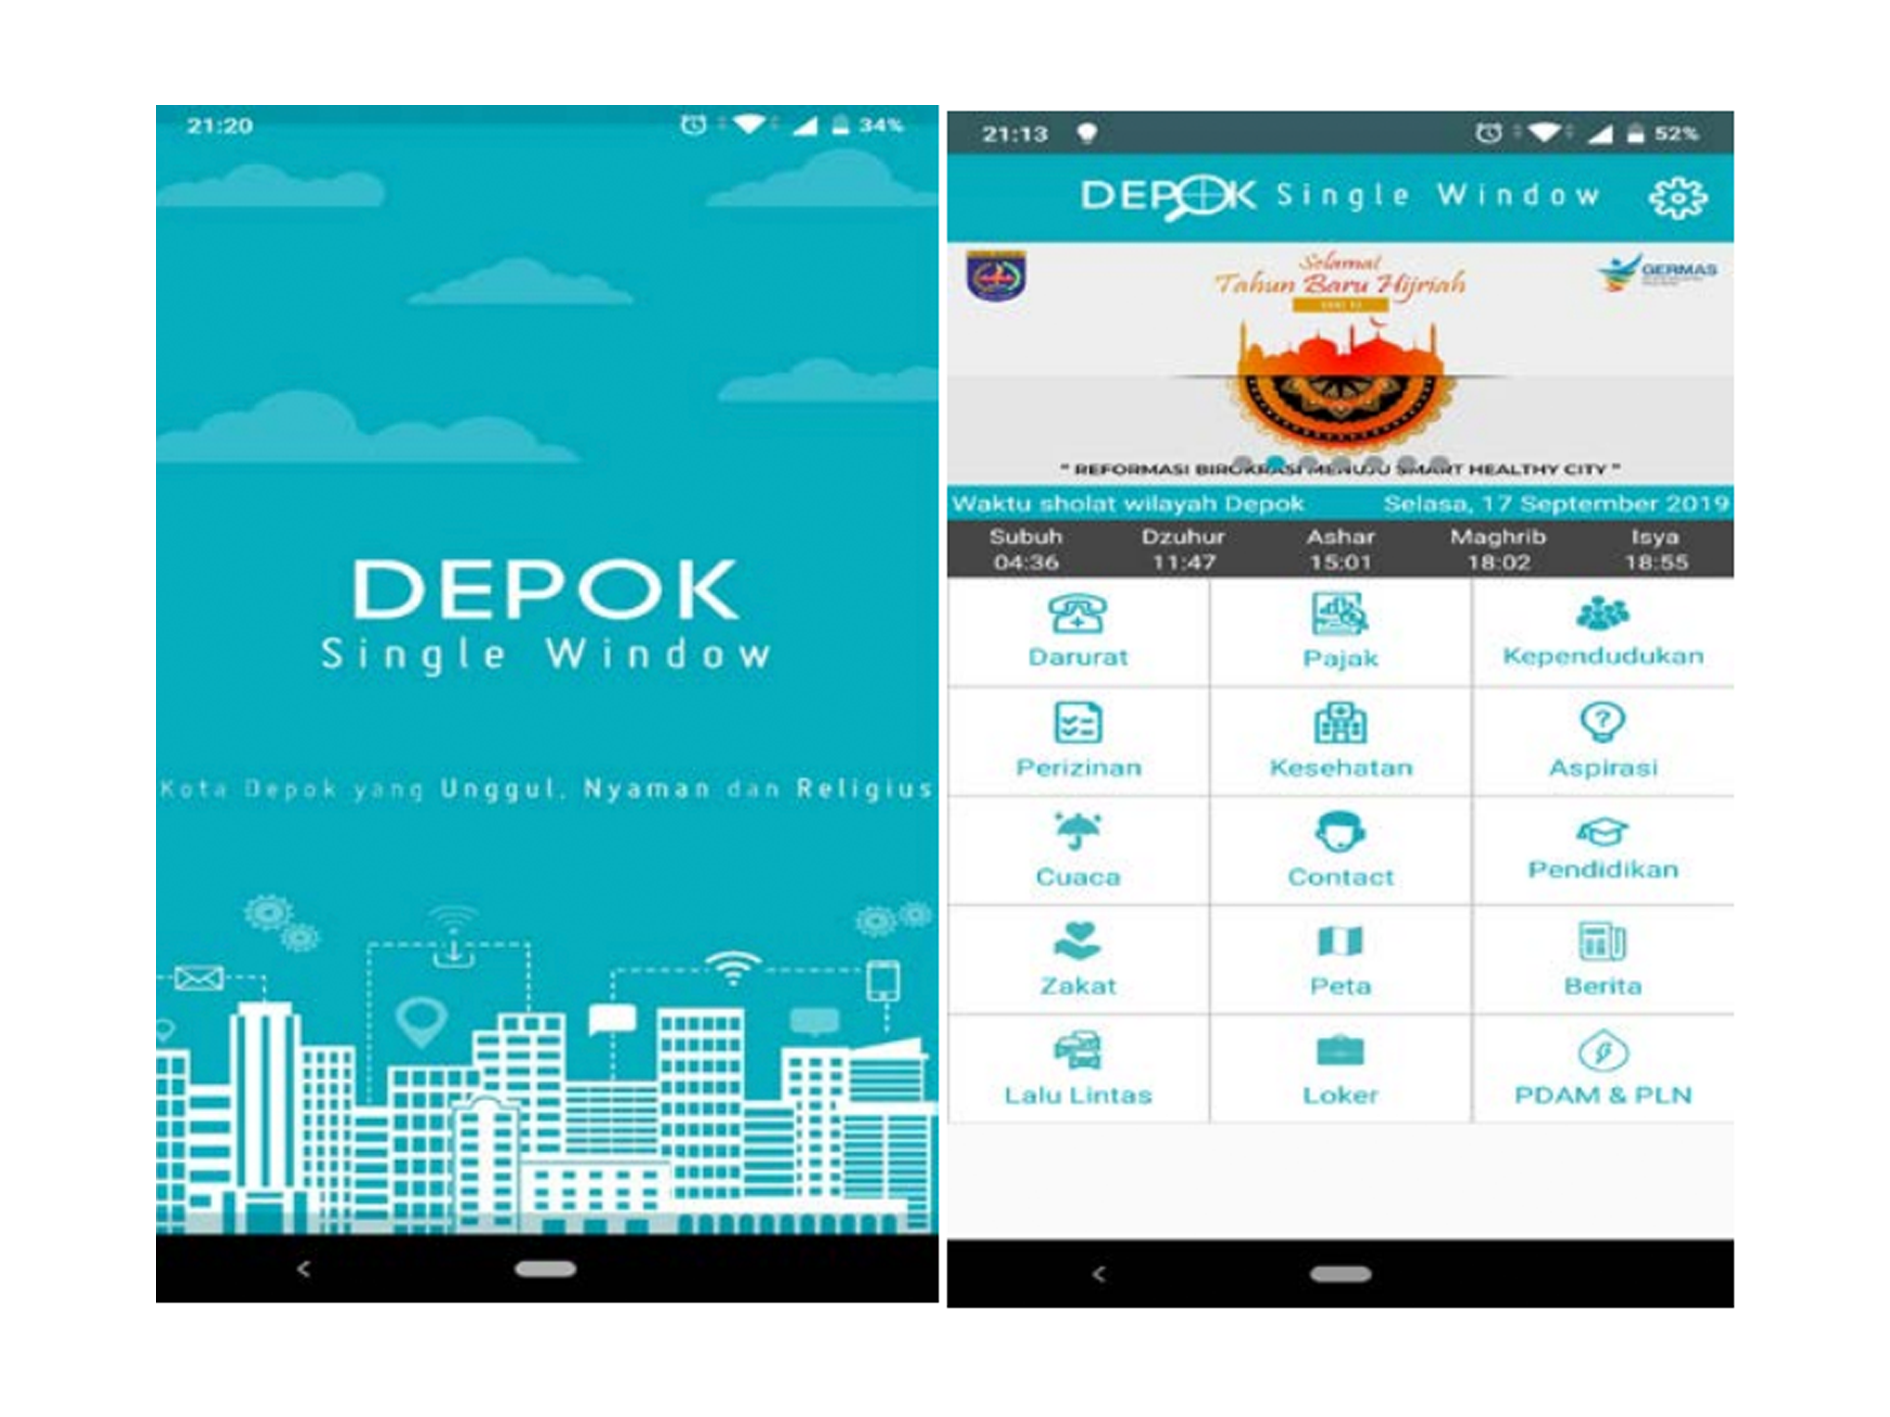 21:20
34%
DEPOK
Single Window
Kota Depok yang Unggul, Nyaman dan Religius
21:13
52%
DEPOK Single Window
Selamat
Tahun Baru Hijriah
GERMAS
" REFORMASI BIROKRASI MENUJU SMART HEALTHY CITY "
Waktu sholat wilayah Depok Selasa, 17 September 2019
Subuh Dzuhur Ashar Maghrib Isya
04:36 11:47 15:01 18:02 18:55
Darurat Pajak Kependudukan
Perizinan Kesehatan Aspirasi
Cuaca Contact Pendidikan
Zakat Peta Berita
Lalu Lintas Loker PDAM & PLN